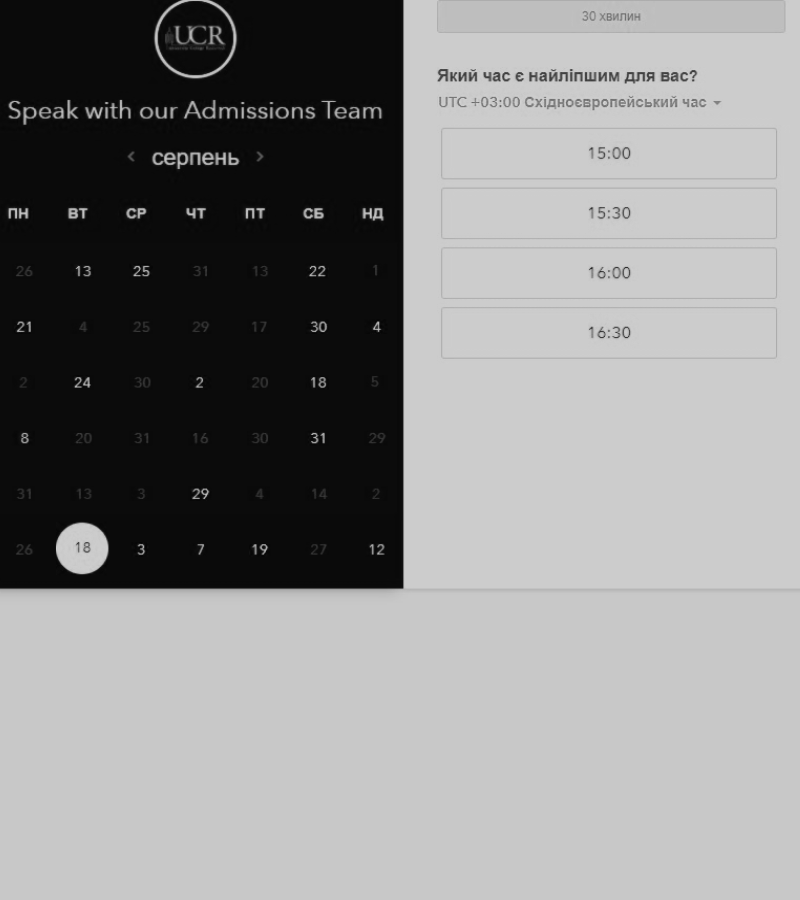 UCR
Speak with our Admissions Team
серпень
ПН ВТ СР ЧТ ПТ СБ НД
26 13 25 31 13 22 1
21 4 25 29 17 30 4
2 24 30 2 20 18 5
8 20 31 16 30 31 29
31 13 3 29 4 14 2
26 18 3 7 19 27 12
30 хвилин
Який час є найліпшим для вас?
UTC +03:00 Східноєвропейський час
15:00
15:30
16:00
16:30